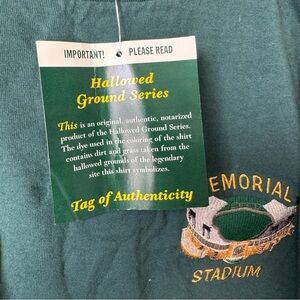 IMPORTANT! PLEASE READ
Hallowed
Ground Series
This is an original, authentic, notarized
product of the Hallowed Ground Series.
The dye used in the coloring of the shirt
contains dirt and grass taken from the
hallowed grounds of the legendary
site this shirt symbolizes.
Tag of Authenticity
EMORIAL
STADIUM